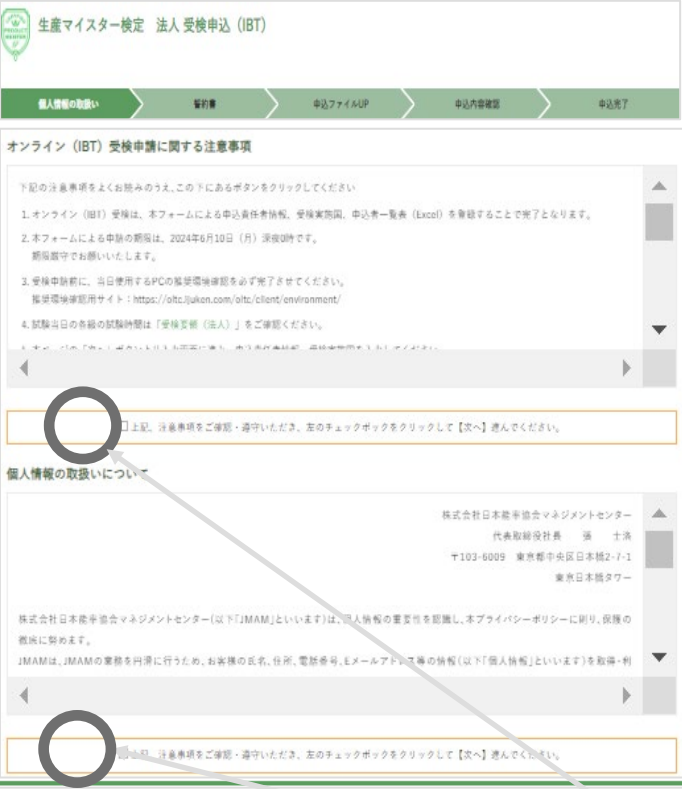 生産マイスター検定　法人 受検申込（IBT）
個人情報の取扱い
誓約書
申込ファイルUP
申込内容確認
申込完了
オンライン（IBT）受検申請に関する注意事項
下記の注意事項をよくお読みのうえ、この下にあるボタンをクリックしてください
1. オンライン（IBT）受検は、本フォームによる申込責任者情報、受検実施図、申込者一覧表（Excel）を登録することで完了となります。
2. 本フォームによる申請の期限は、2024年6月10日（月）深夜0時です。
期限厳守でお願いいたします。
3. 受検申請前に、当日使用するPCの推奨環境確認を必ず完了させてください。
推奨環境確認用サイト：https://oltc.ijuken.com/oltc/client/environment/
4. 試験当日の各級の試験時間は「受検要領（法人）」をご確認ください。
上記、注意事項をご確認・遵守いただき、左のチェックボックをクリックして【次へ】進んでください。
個人情報の取扱いについて
株式会社日本能率協会マネジメントセンター
代表取締役社長　張　士洛
〒103-6009　東京都中央区日本橋2-7-1
東京日本橋タワー
株式会社日本能率協会マネジメントセンター(以下「JMAM」といいます)は、個人情報の重要性を認識し、本プライバシーポリシーに則り、保護の
徹底に努めます。
JMAMは、JMAMの業務を円滑に行うため、お客様の氏名、住所、電話番号、Eメールアドレス等の情報(以下「個人情報」といいます)を取得・利
上記、注意事項をご確認・遵守いただき、左のチェックボックをクリックして【次へ】進んでください。